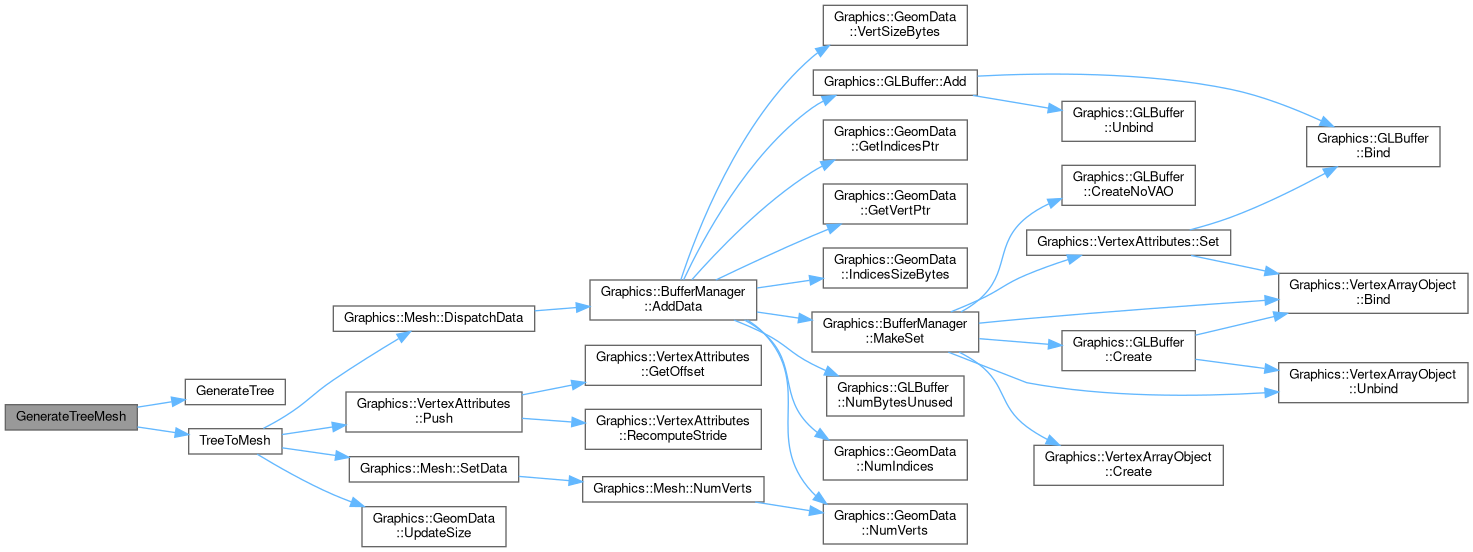 Graphics::GeomData
::VertSizeBytes
Graphics::GLBuffer::Add
Graphics::GLBuffer
::Unbind
Graphics::GLBuffer
::Bind
Graphics::GeomData
::GetIndicesPtr
Graphics::GLBuffer
::CreateNoVAO
Graphics::GeomData
::GetVertPtr
Graphics::VertexAttributes::Set
Graphics::GeomData
::IndicesSizeBytes
Graphics::VertexArrayObject
::Bind
Graphics::BufferManager
::AddData
Graphics::Mesh::DispatchData
Graphics::BufferManager
::MakeSet
Graphics::GLBuffer
::Create
Graphics::VertexAttributes
::GetOffset
Graphics::VertexArrayObject
::Unbind
GenerateTree
Graphics::GLBuffer
::NumBytesUnused
Graphics::VertexAttributes
::Push
GenerateTreeMesh
Graphics::VertexAttributes
::RecomputeStride
TreeToMesh
Graphics::GeomData
::NumIndices
Graphics::VertexArrayObject
::Create
Graphics::Mesh::SetData
Graphics::Mesh::NumVerts
Graphics::GeomData
::UpdateSize
Graphics::GeomData
::NumVerts